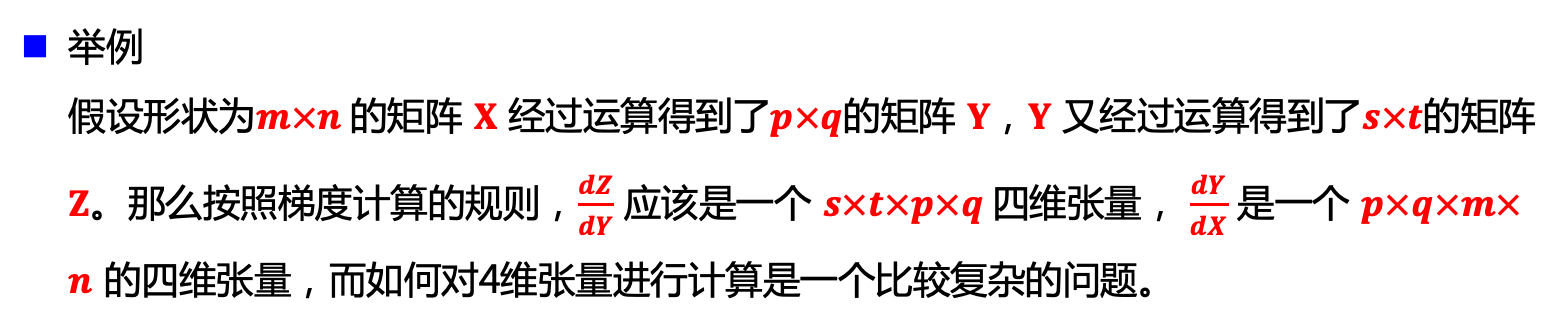 ■ 举例
假设形状为m×n 的矩阵 X 经过运算得到了p×q的矩阵 Y，Y 又经过运算得到了s×t的矩阵
Z。那么按照梯度计算的规则，dZ/dY 应该是一个 s×t×p×q 四维张量， dY/dX 是一个 p×q×m×
n 的四维张量，而如何对4维张量进行计算是一个比较复杂的问题。